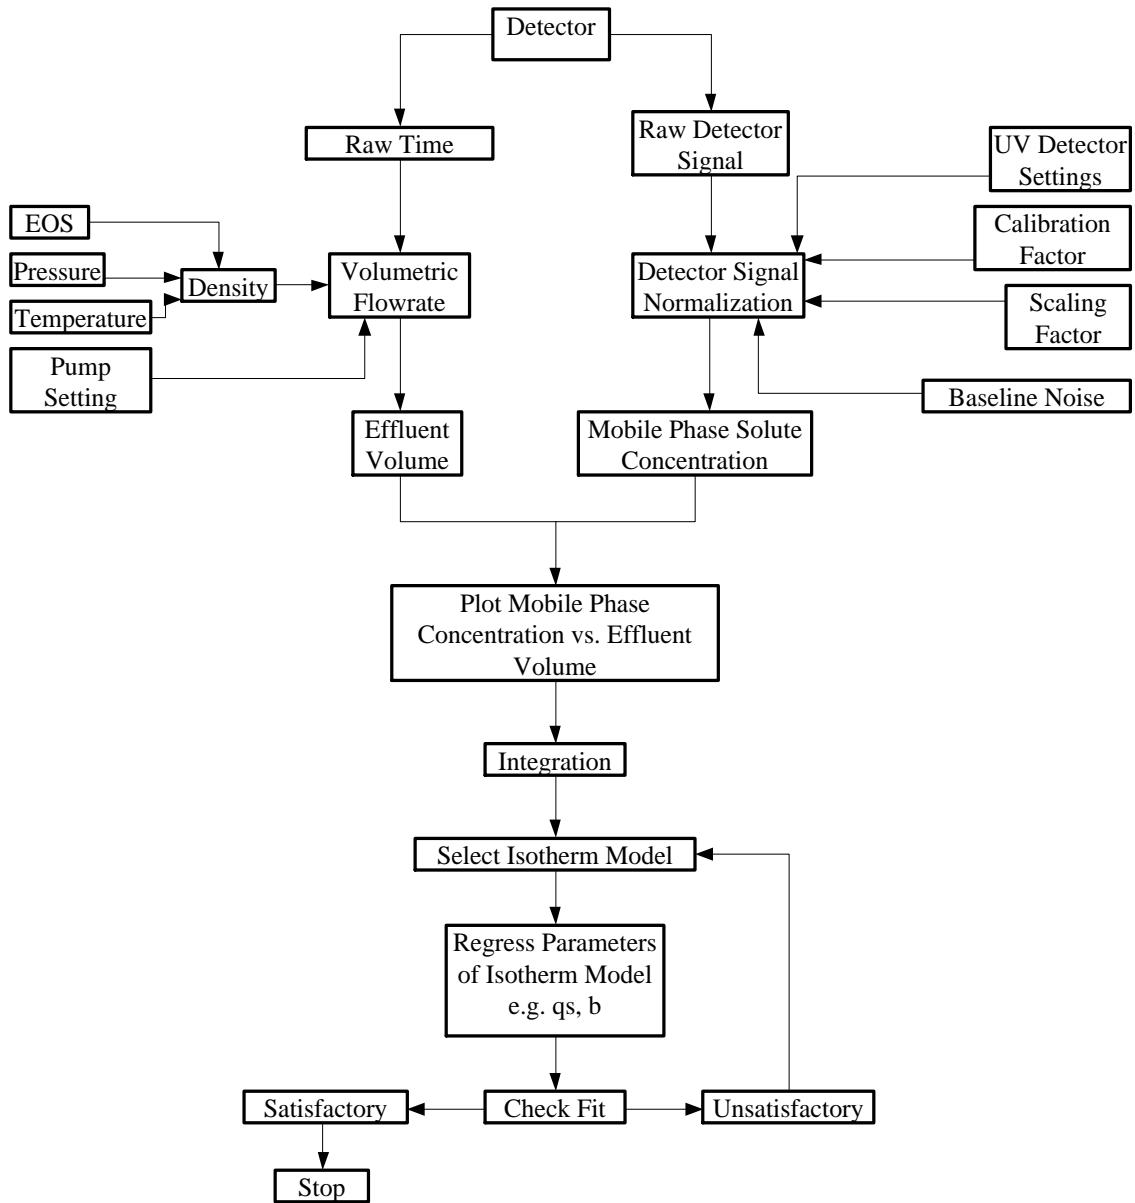 Detector
Raw Time
Raw Detector
Signal
UV Detector
Settings
EOS
Pressure
Temperature
Density
Pump
Setting
Volumetric
Flowrate
Detector Signal
Normalization
Calibration
Factor
Scaling
Factor
Baseline Noise
Effluent
Volume
Mobile Phase Solute
Concentration
Plot Mobile Phase
Concentration vs. Effluent
Volume
Integration
Select Isotherm Model
Regress Parameters
of Isotherm Model
e.g. qs, b
Satisfactory
Check Fit
Unsatisfactory
Stop